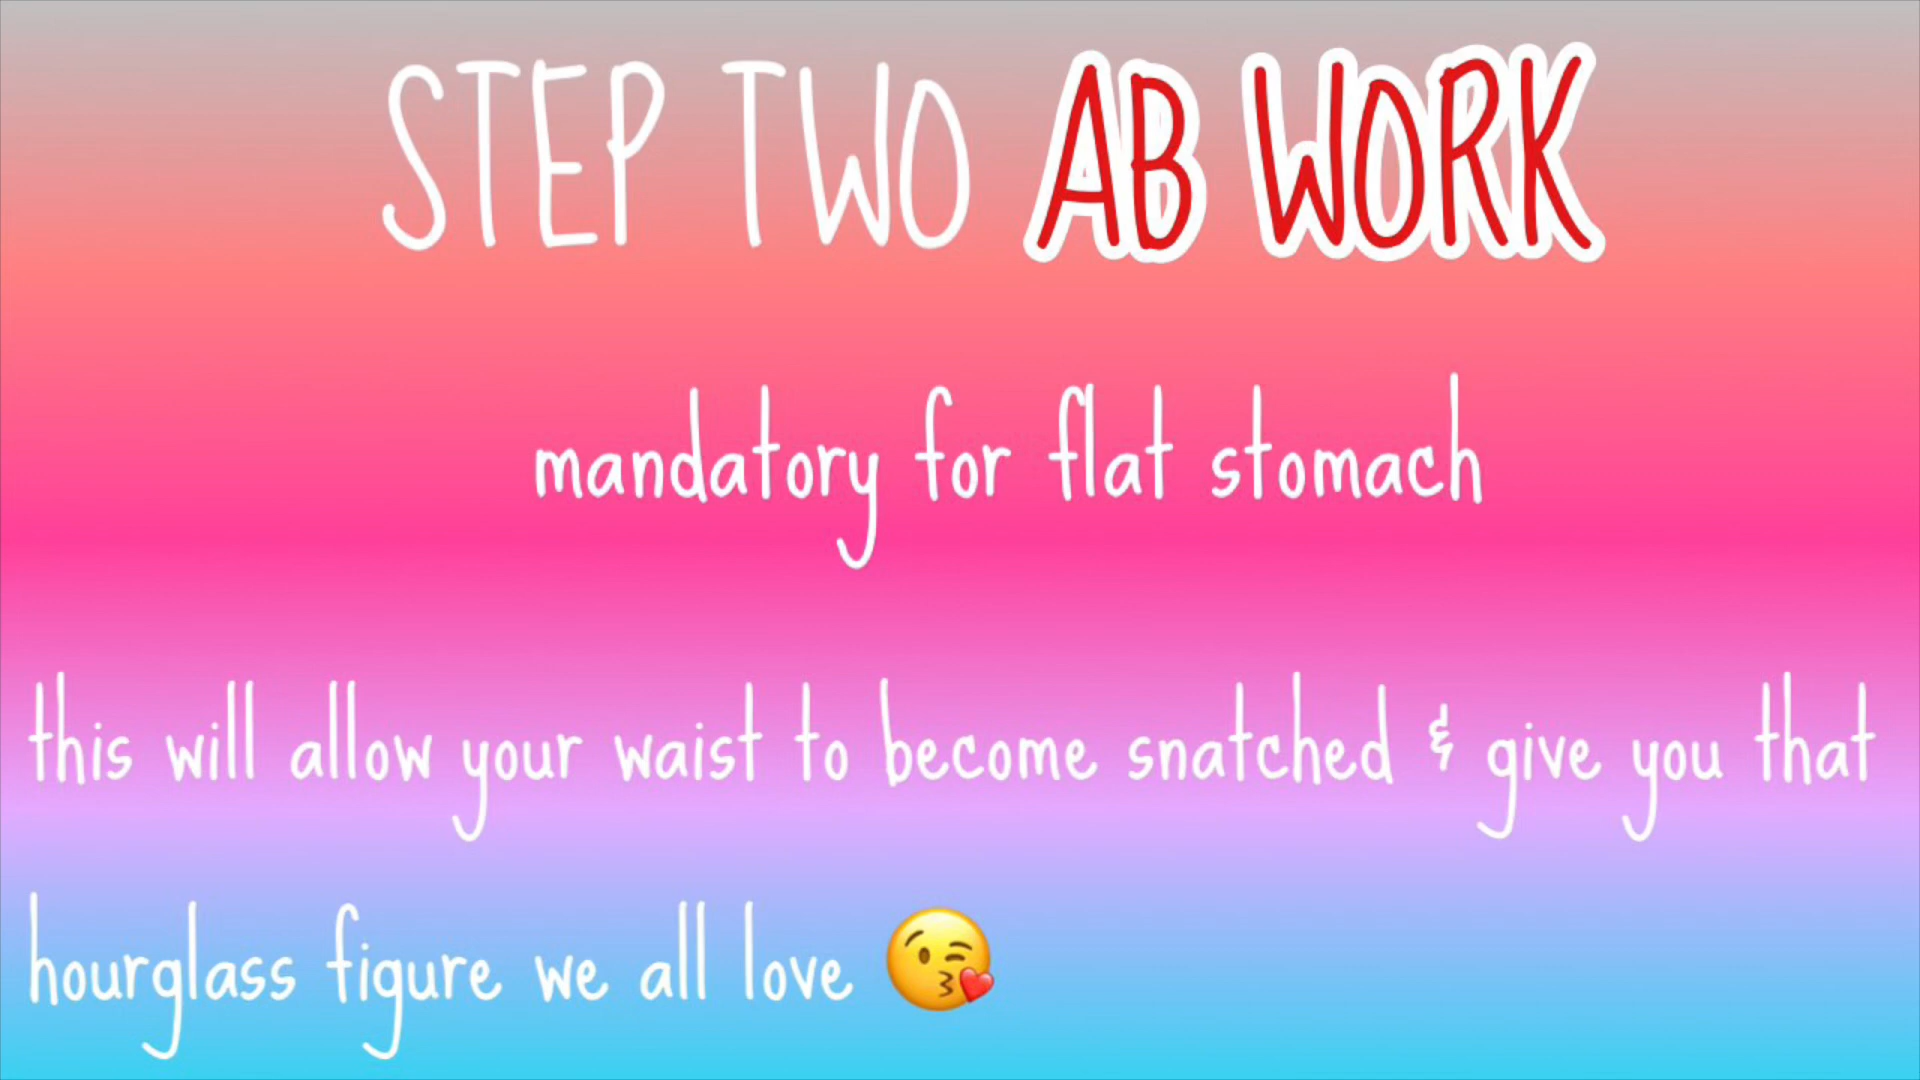 STEP TWO AB WORK
mandatory for flat stomach
this will allow your waist to become snatched & give you that
hourglass figure we all love 😘